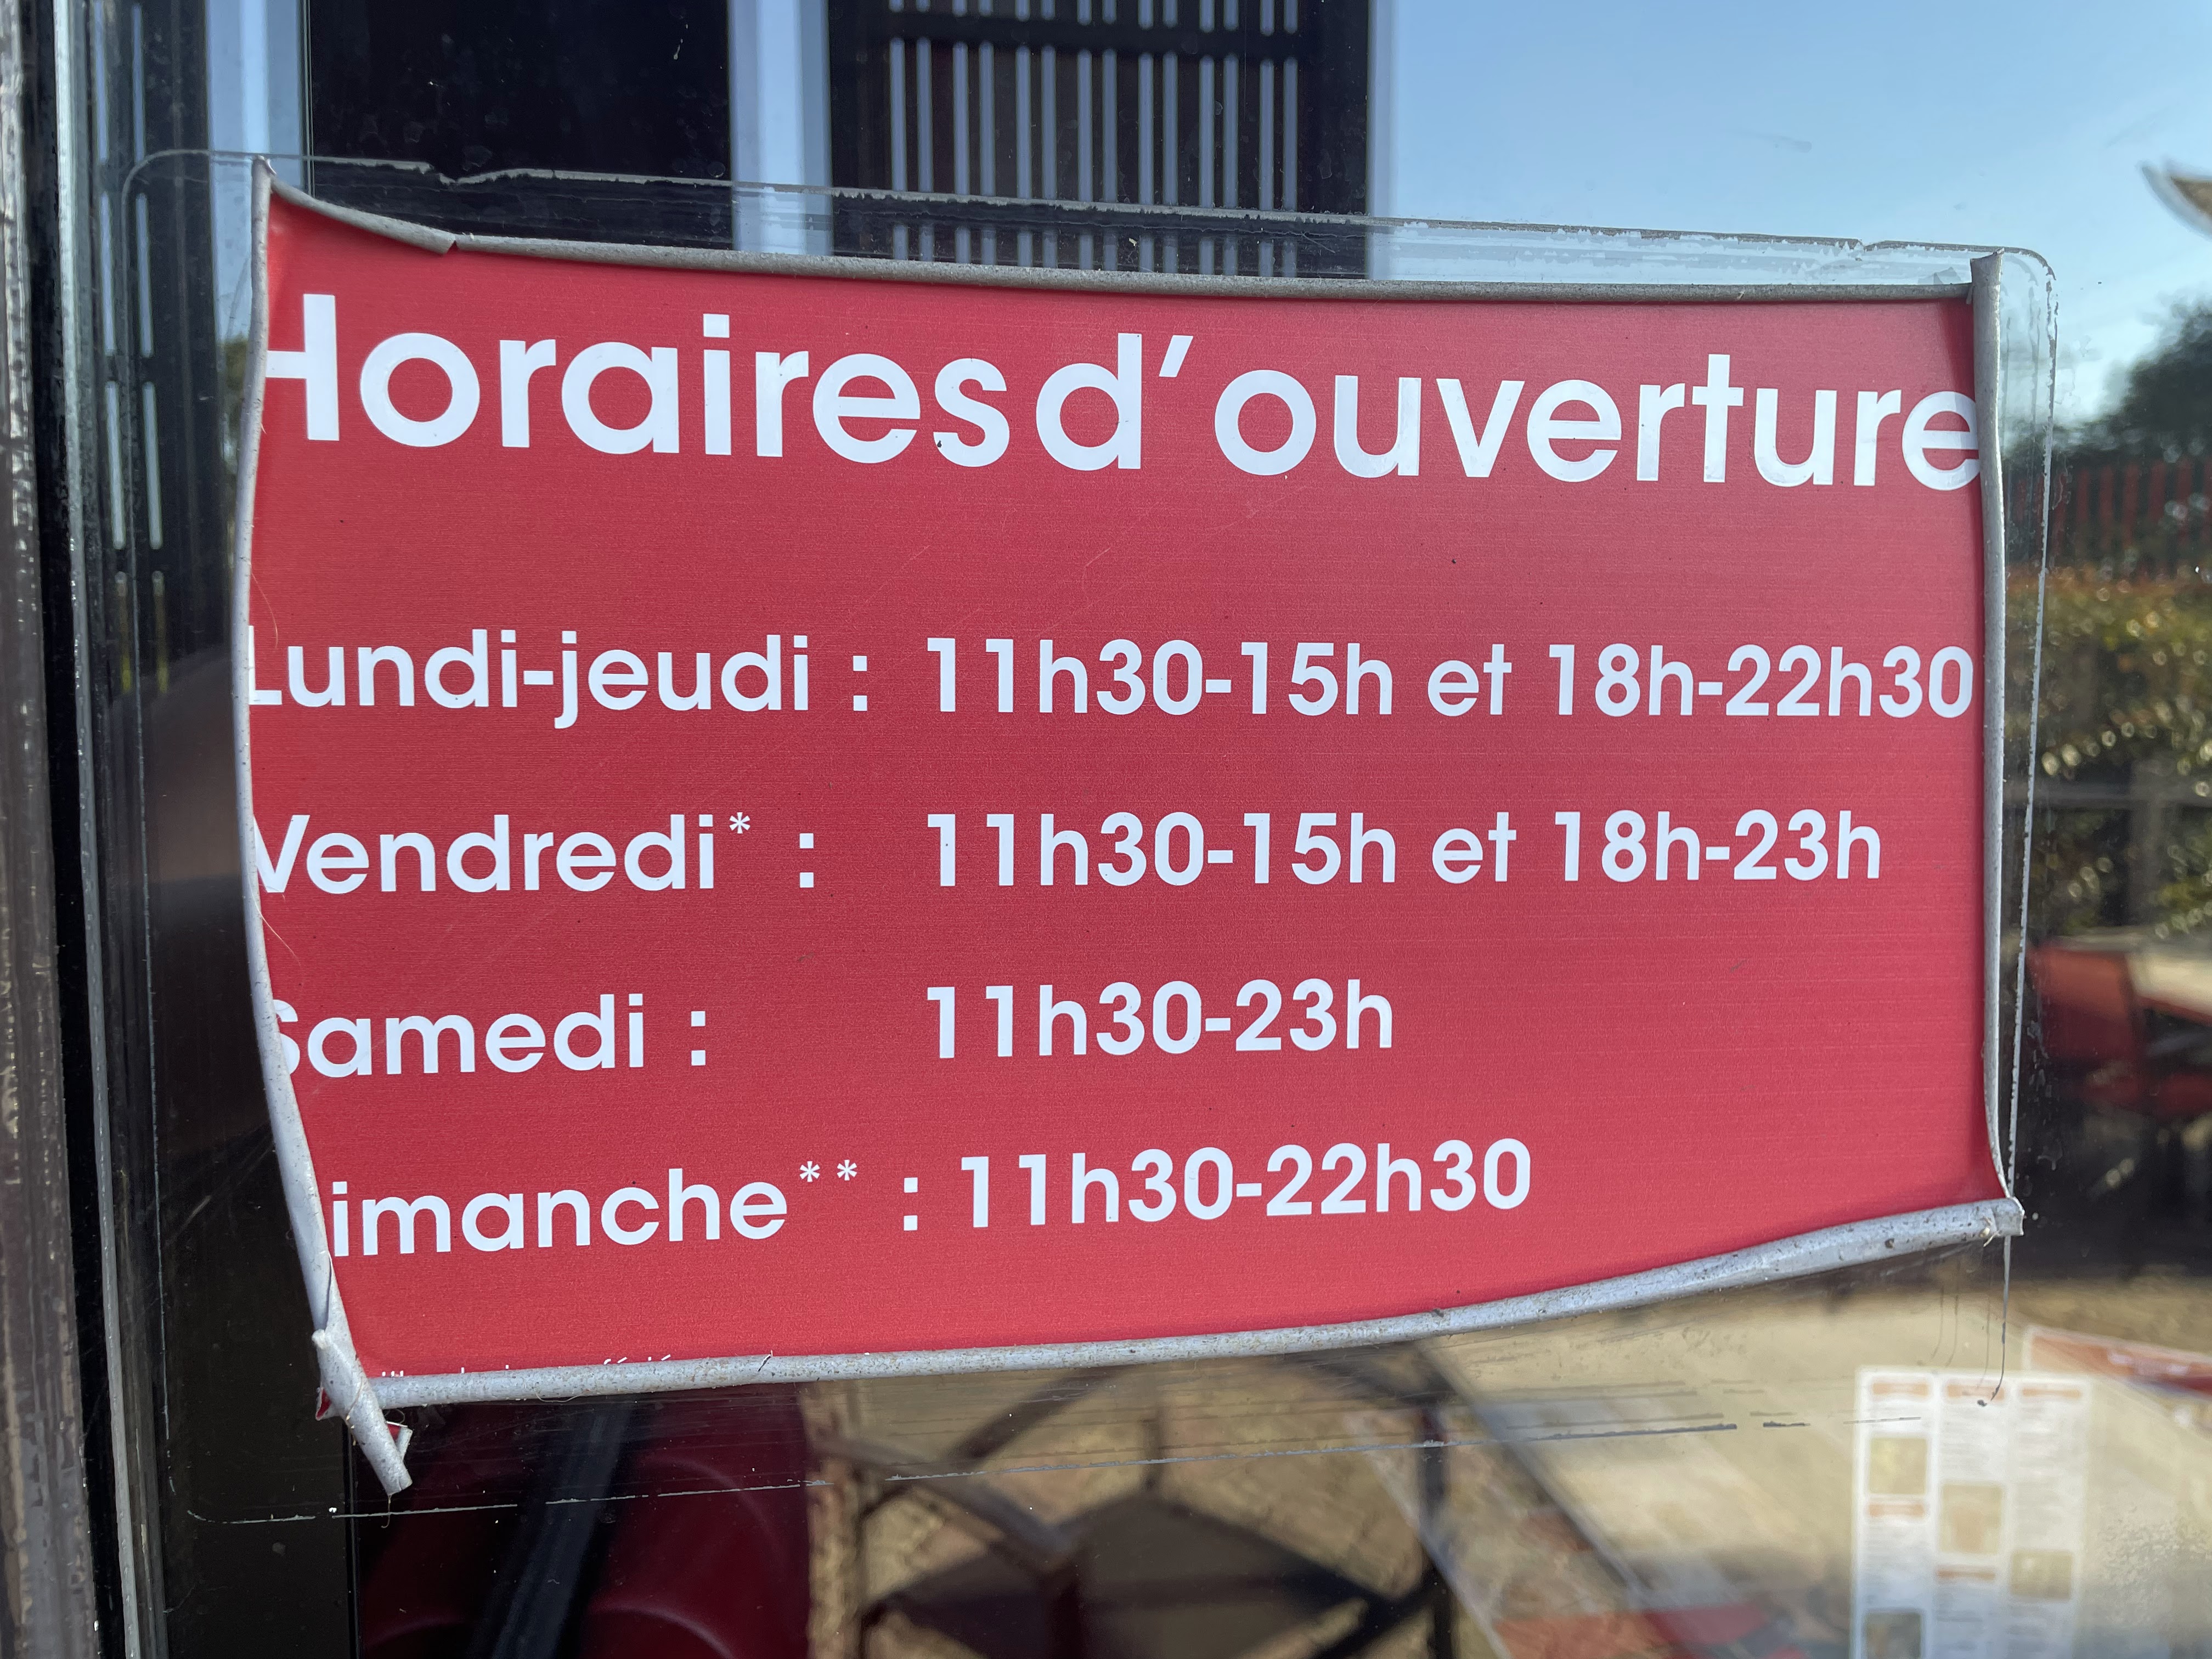 Horaires d'ouverture
Lundi-jeudi : 11h30-15h et 18h-22h30
Vendredi* : 11h30-15h et 18h-23h
Samedi : 11h30-23h
imanche** : 11h30-22h30